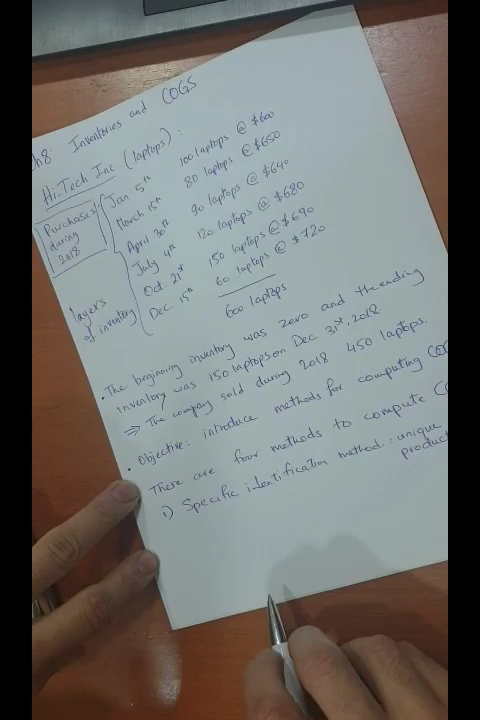 Ch8: Inventories and COGS
Hi-Tech Inc (laptops):
Purchases during 2018
Jan 5th 100 laptops @ $600
March 15th 80 laptops @ $650
April 30th 90 laptops @ $640
July 4th 120 laptops @ $680
Oct. 21st 150 laptops @ $690
Dec. 15th 60 laptops @ $720
600 laptops
layers of inventory
• The beginning inventory was zero and the ending
inventory was 150 laptops on Dec 31st, 2018
⇒ The company sold during 2018 450 laptops.
• Objective: introduce methods for computing
There are four methods to compute
1) Specific identification method: unique
product